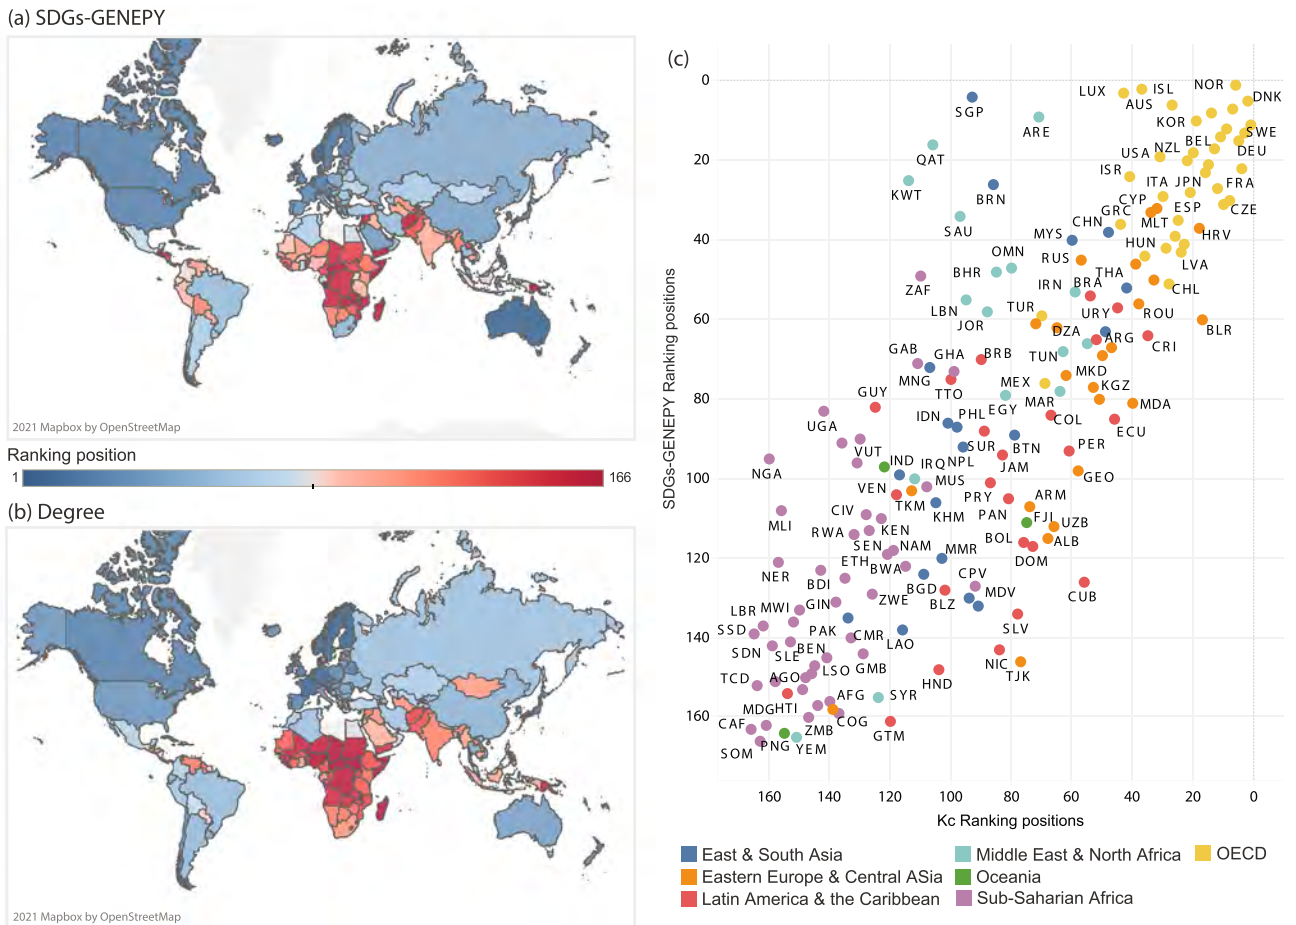 (a) SDGs-GENEPY
2021 Mapbox by OpenStreetMap
Ranking position
1
166
(b) Degree
2021 Mapbox by OpenStreetMap
(c)
SDGs-GENEPY Ranking positions
0
20
40
60
80
100
120
140
160
LUX
ISL
NOR
AUS
DNK
SGP
KOR
ARE
SWE
BEL
NZL
USA
DEU
QAT
ISR
ITA
JPN
FRA
KWT
BRN
CYP
ESP
CZE
GRC
SAU
CHN
MLT
MYS
HRV
HUN
OMN
RUS
LVA
BHR
THA
ZAF
IRN
BRA
CHL
LBN
TUR
URY
ROU
JOR
DZA
BLR
ARG
CRI
GAB
GHA
BRB
TUN
MNG
MKD
TTO
MEX
KGZ
GUY
MAR
MDA
EGY
IDN
PHL
COL
UGA
ECU
SUR
BTN
PER
VUT
IND
IRQ
NPL
JAM
NGA
GEO
VEN
MUS
PRY
ARM
TKM
CIV
KHM
PAN
FJI
UZB
MLI
RWA
KEN
BOL
ALB
SEN
NAM
MMR
ETH
DOM
BWA
NER
CPV
BDI
BGD
MDV
LBR
MWI
GIN
ZWE
BLZ
CUB
SSD
PAK
SLV
CMR
LAO
SDN
SLE
BEN
NIC
LSO
GMB
TJK
TCD
AGO
HND
AFG
SYR
MDG
HTI
CAF
ZMB
COG
GTM
SOM
PNG
YEM
160
140
120
100
80
60
40
20
0
Kc Ranking positions
East & South Asia
Middle East & North Africa
OECD
Eastern Europe & Central ASia
Oceania
Latin America & the Caribbean
Sub-Saharian Africa